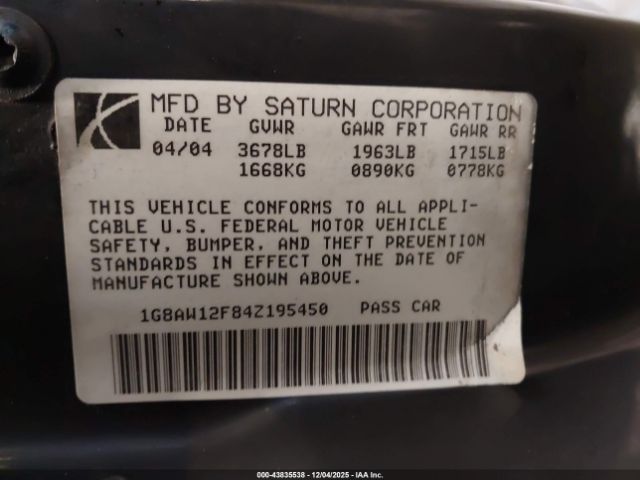 MFD BY SATURN CORPORATION
DATE GVWR GAWR FRT GAWR RR
04/04 3678LB 1963LB 1715LB
1668KG 0890KG 0778KG
THIS VEHICLE CONFORMS TO ALL APPLI-
CABLE U.S. FEDERAL MOTOR VEHICLE
SAFETY, BUMPER, AND THEFT PREVENTION
STANDARDS IN EFFECT ON THE DATE OF
MANUFACTURE SHOWN ABOVE.
1G8AW12F84Z195450 PASS CAR
000-43835538 - 12/04/2025 - IAA Inc.